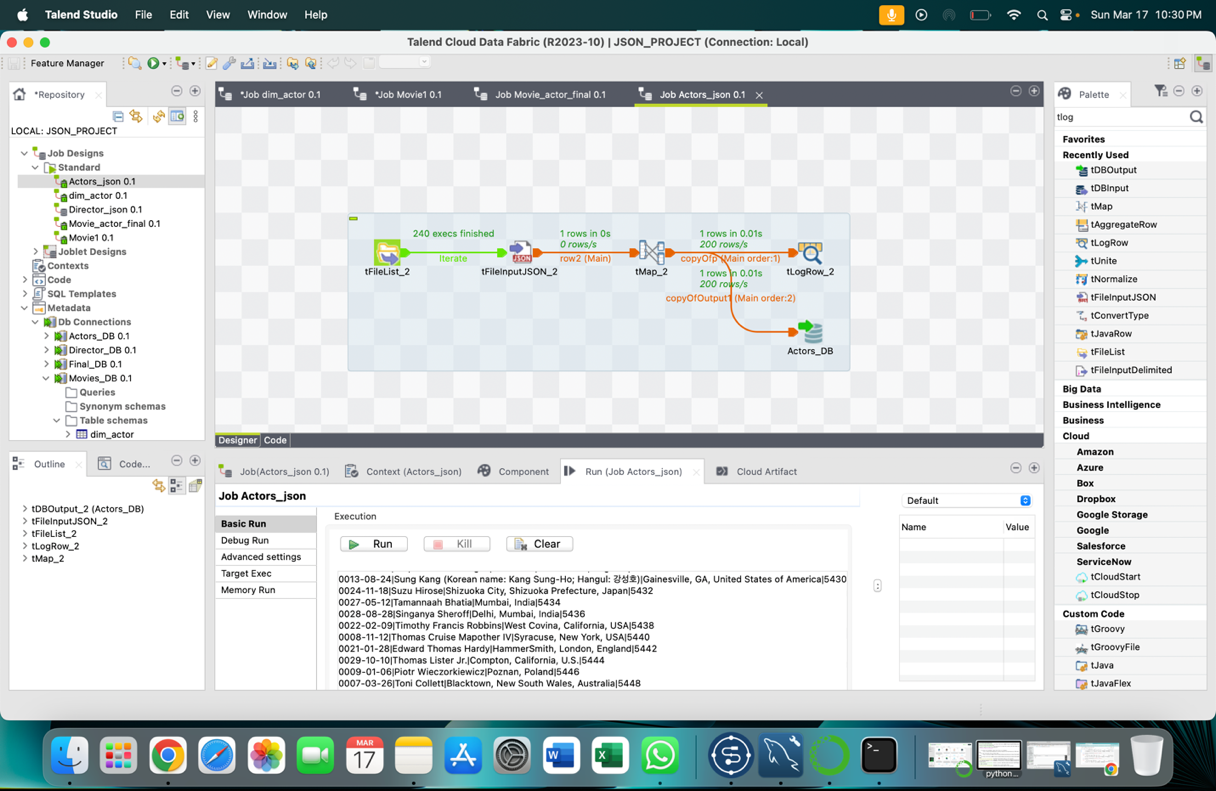 Talend Studio File Edit View Window Help Sun Mar 17 10:30 PM
Talend Cloud Data Fabric (R2023-10) | JSON_PROJECT (Connection: Local)
Feature Manager
*Repository
LOCAL: JSON_PROJECT
Job Designs
Standard
Actors_json 0.1
dim_actor 0.1
Director_json 0.1
Movie_actor_final 0.1
Movie1 0.1
Joblet Designs
Contexts
Code
SQL Templates
Metadata
Db Connections
Actors_DB 0.1
Director_DB 0.1
Final_DB 0.1
Movies_DB 0.1
Queries
Synonym schemas
Table schemas
dim_actor
Outline Code...
tDBOutput_2 (Actors_DB)
tFileInputJSON_2
tFileList_2
tLogRow_2
tMap_2
*Job dim_actor 0.1 *Job Movie1 0.1 Job Movie_actor_final 0.1 Job Actors_json 0.1
240 execs finished
Iterate
tFileList_2
JSON
tFileInputJSON_2
1 rows in 0s
0 rows/s
row2 (Main)
tMap_2
1 rows in 0.01s
200 rows/s
(Main order:1)
tLogRow_2
1 rows in 0.01s
200 rows/s
copyOfOutput1 (Main order:2)
Actors_DB
Designer Code
Job(Actors_json 0.1) Context (Actors_json) Component Run (Job Actors_json) Cloud Artifact
Job Actors_json
Basic Run
Debug Run
Advanced settings
Target Exec
Memory Run
Execution
Run Kill Clear
0013-08-24|Sung Kang (Korean name: Kang Sung-Ho; Hangul: 강성호)|Gainesville, GA, United States of America|5430
0024-11-18|Suzu Hirose|Shizuoka City, Shizuoka Prefecture, Japan|5432
0027-05-12|Tamannaah Bhatia|Mumbai, India|5434
0028-08-28|Singanya Sheroff|Delhi, Mumbai, India|5436
0022-02-09|Timothy Francis Robbins|West Covina, California, USA|5438
0008-11-12|Thomas Cruise Mapother IV|Syracuse, New York, USA|5440
0021-01-28|Edward Thomas Hardy|HammerSmith, London, England|5442
0029-10-10|Thomas Lister Jr.|Compton, California, U.S.|5444
0009-01-06|Piotr Wieczorkiewicz|Poznan, Poland|5446
0007-03-26|Toni Collett|Blacktown, New South Wales, Australia|5448
Default
Name Value
Palette
tlog
Favorites
Recently Used
tDBOutput
tDBInput
tMap
tAggregateRow
tLogRow
tUnite
tNormalize
tFileInputJSON
tConvertType
tJavaRow
tFileList
tFileInputDelimited
Big Data
Business Intelligence
Business
Cloud
Amazon
Azure
Box
Dropbox
Google Storage
Google
Salesforce
ServiceNow
tCloudStart
tCloudStop
Custom Code
tGroovy
tGroovyFile
tJava
tJavaFlex
MAR
17
python...